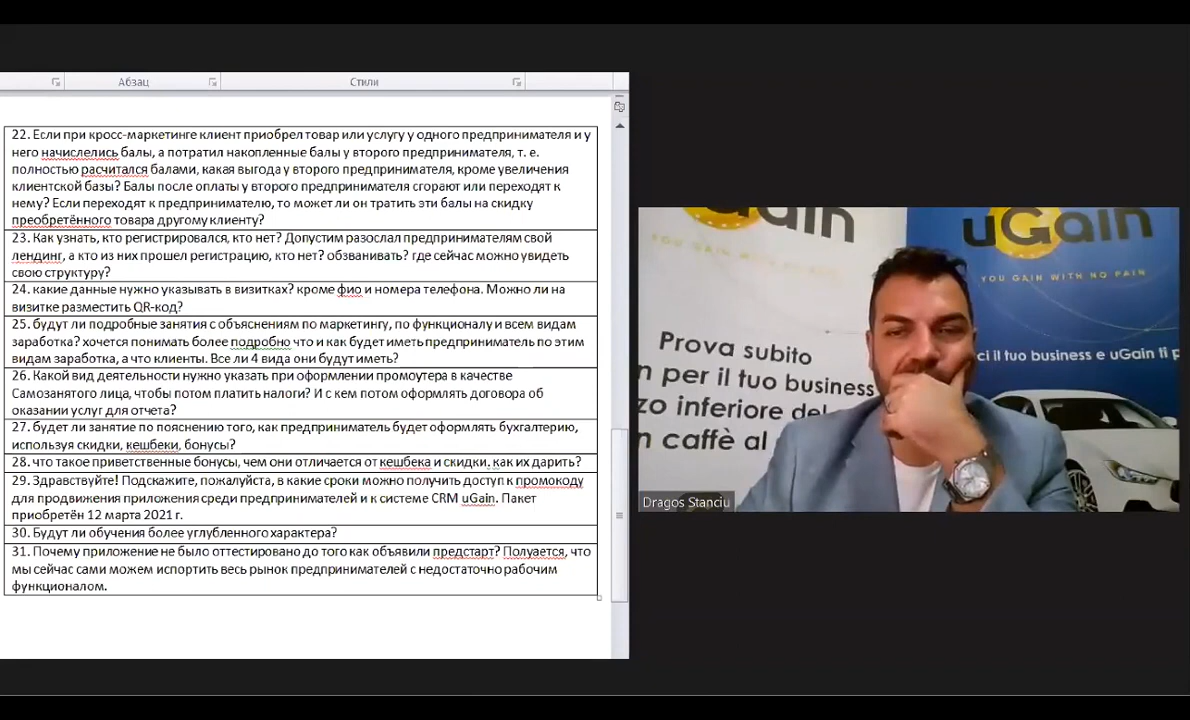 Абзац
Стили
22. Если при кросс-маркетинге клиент приобрел товар или услугу у одного предпринимателя и у
него начислелись балы, а потратил накопленные балы у второго предпринимателя, т. е.
полностью расчитался балами, какая выгода у второго предпринимателя, кроме увеличения
клиентской базы? Балы после оплаты у второго предпринимателя сгорают или переходят к
нему? Если переходят к предпринимателю, то может ли он тратить эти балы на скидку
преобретённого товара другому клиенту?
23. Как узнать, кто регистрировался, кто нет? Допустим разослал предпринимателям свой
лендинг, а кто из них прошел регистрацию, кто нет? обзванивать? где сейчас можно увидеть
свою структуру?
24. какие данные нужно указывать в визитках? кроме фио и номера телефона. Можно ли на
визитке разместить QR-код?
25. будут ли подробные занятия с объяснениям по маркетингу, по функционалу и всем видам
заработка? хочется понимать более подробно что и как будет иметь предприниматель по этим
видам заработка, а что клиенты. Все ли 4 вида они будут иметь?
26. Какой вид деятельности нужно указать при оформлении промоутера в качестве
Самозанятого лица, чтобы потом платить налоги? И с кем потом оформлять договора об
оказании услуг для отчета?
27. будет ли занятие по пояснению того, как предприниматель будет оформлять бухгалтерию,
используя скидки, кешбеки, бонусы?
28. что такое приветственные бонусы, чем они отличается от кешбека и скидки, как их дарить?
29. Здравствуйте! Подскажите, пожалуйста, в какие сроки можно получить доступ к промокоду
для продвижения приложения среди предпринимателей и к системе CRM uGain. Пакет
приобретён 12 марта 2021 г.
30. Будут ли обучения более углубленного характера?
31. Почему приложение не было оттестировано до того как объявили предстарт? Полуается, что
мы сейчас сами можем испортить весь рынок предпринимателей с недостаточно рабочим
функционалом.
uGain
YOU GAIN WITH NO PAIN
Prova subito
n per il tuo business
zo inferiore del
n caffè al
ci il tuo business e uGain ti p
Dragos Stanciu